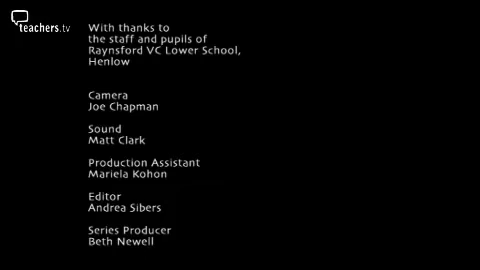 teachers.tv
With thanks to
the staff and pupils of
Raynsford VC Lower School,
Henlow
Camera
Joe Chapman
Sound
Matt Clark
Production Assistant
Mariela Kohon
Editor
Andrea Sibers
Series Producer
Beth Newell